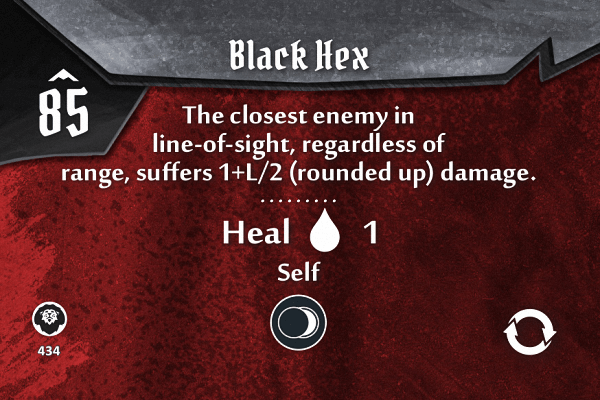 Black Hex
85
The closest enemy in
line-of-sight, regardless of
range, suffers 1+L/2 (rounded up) damage.
Heal 1
Self
434